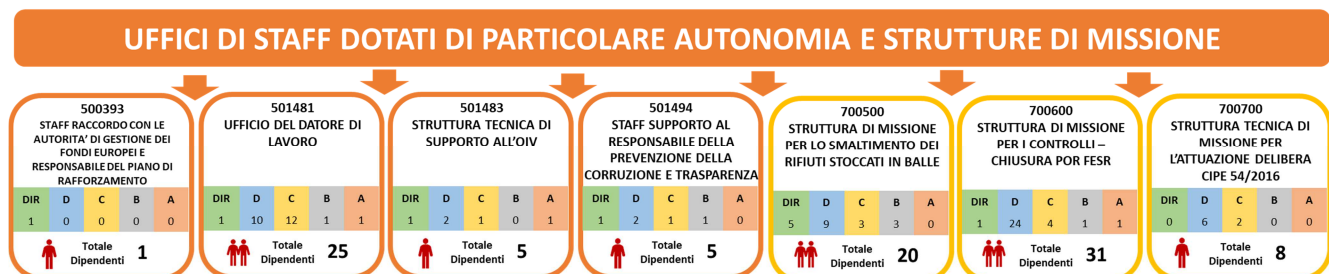 UFFICI DI STAFF DOTATI DI PARTICOLARE AUTONOMIA E STRUTTURE DI MISSIONE
500393
STAFF RACCORDO CON LE
AUTORITA' DI GESTIONE DEI
FONDI EUROPEI E
RESPONSABILE DEL PIANO DI
RAFFORZAMENTO
DIR D C B A
1 0 0 0 0
Totale
Dipendenti 1
501481
UFFICIO DEL DATORE DI
LAVORO
DIR D C B A
1 10 12 1 1
Totale
Dipendenti 25
501483
STRUTTURA TECNICA DI
SUPPORTO ALL'OIV
DIR D C B A
1 2 1 0 1
Totale
Dipendenti 5
501494
STAFF SUPPORTO AL
RESPONSABILE DELLA
PREVENZIONE DELLA
CORRUZIONE E TRASPARENZA
DIR D C B A
1 2 1 1 0
Totale
Dipendenti 5
700500
STRUTTURA DI MISSIONE
PER LO SMALTIMENTO DEI
RIFIUTI STOCCATI IN BALLE
DIR D C B A
5 9 3 3 0
Totale
Dipendenti 20
700600
STRUTTURA DI MISSIONE
PER I CONTROLLI –
CHIUSURA POR FESR
DIR D C B A
1 24 4 1 1
Totale
Dipendenti 31
700700
STRUTTURA TECNICA DI
MISSIONE PER
L'ATTUAZIONE DELIBERA
CIPE 54/2016
DIR D C B A
0 6 2 0 0
Totale
Dipendenti 8